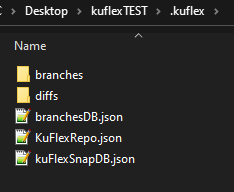 Desktop > kuflexTEST > .kuflex >
Name
branches
diffs
branchesDB.json
KuFlexRepo.json
kuFlexSnapDB.json